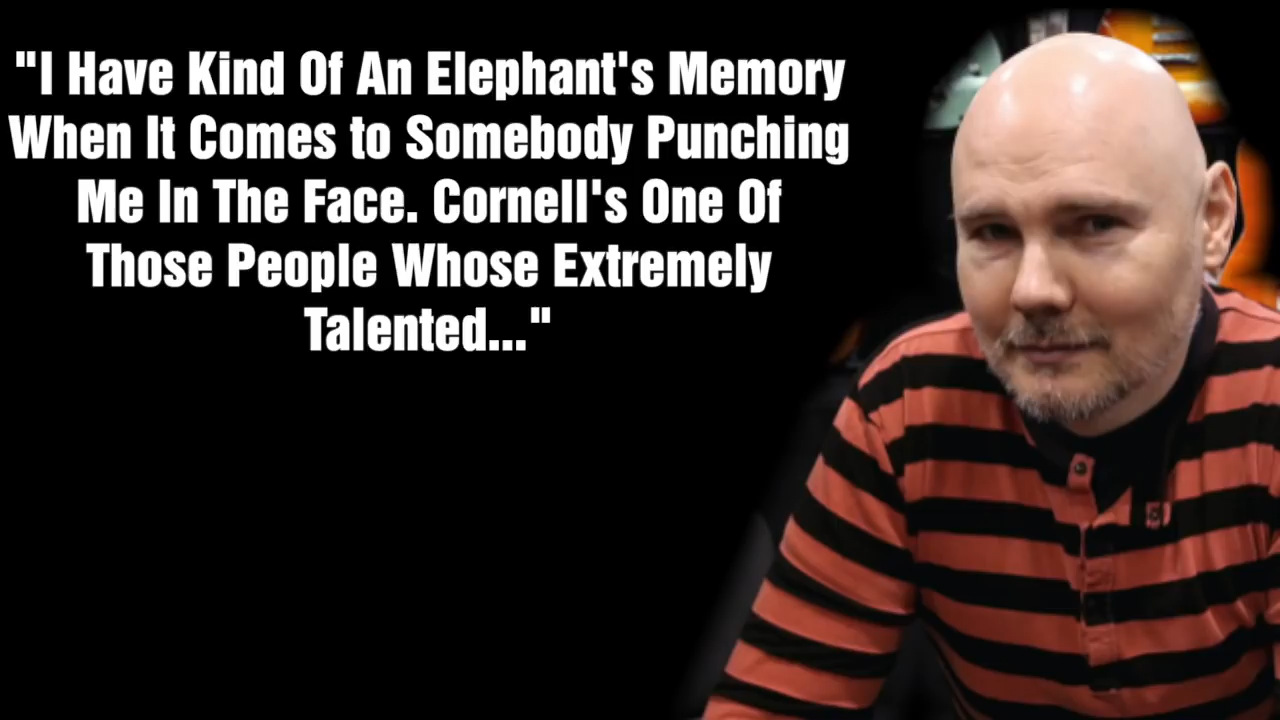 "I Have Kind Of An Elephant's Memory
When It Comes to Somebody Punching
Me In The Face. Cornell's One Of
Those People Whose Extremely
Talented..."